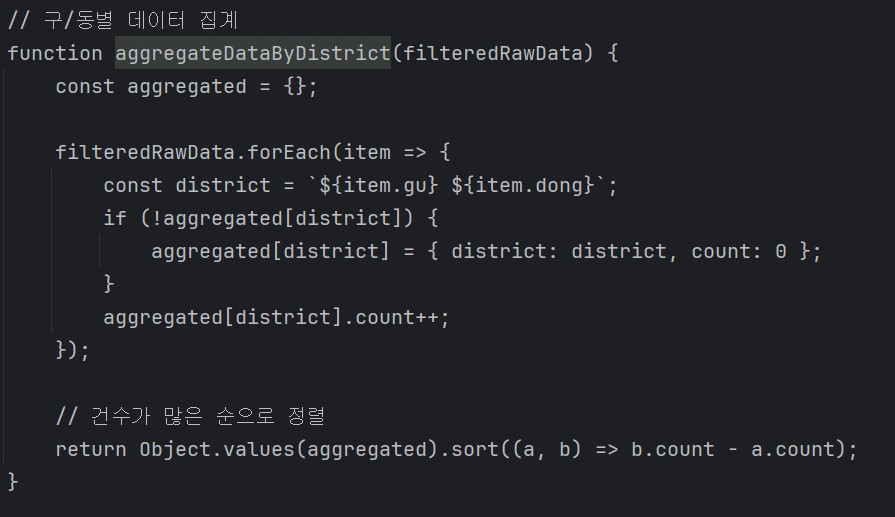 // 구/동별 데이터 집계
function aggregateDataByDistrict(filteredRawData) {
    const aggregated = {};

    filteredRawData.forEach(item => {
        const district = `${item.gu} ${item.dong}`;
        if (!aggregated[district]) {
            aggregated[district] = { district: district, count: 0 };
        }
        aggregated[district].count++;
    });

    // 건수가 많은 순으로 정렬
    return Object.values(aggregated).sort((a, b) => b.count - a.count);
}